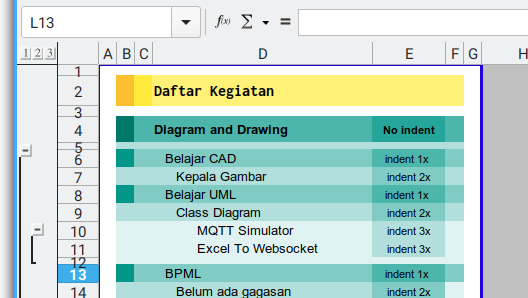 L13
f(x) Σ =
1 2 3 A B C D E F G H
1
2 Daftar Kegiatan
3
4 Diagram and Drawing No indent
5
6 Belajar CAD indent 1x
7 Kepala Gambar indent 2x
8 Belajar UML indent 1x
9 Class Diagram indent 2x
10 MQTT Simulator indent 3x
11 Excel To Websocket indent 3x
12
13 BPML indent 1x
14 Belum ada gagasan indent 2x